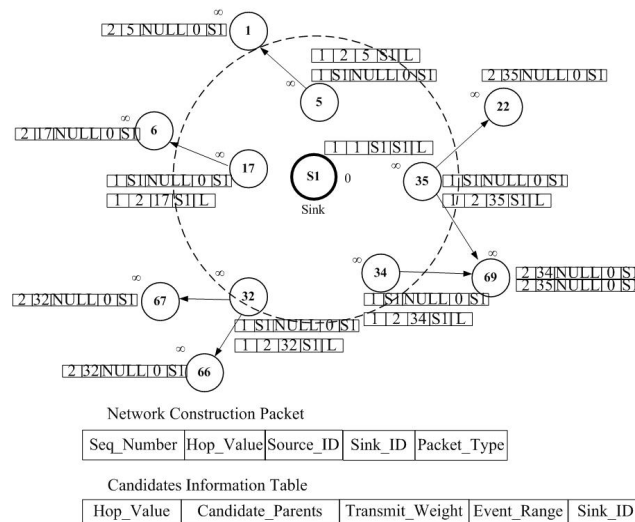 ∞
2 5 NULL 0 S1
1
1 2 5 S1 L
1 S1 NULL 0 S1
∞
5
2 35 NULL 0 S1
∞
22
∞
6
2 17 NULL 0 S1
∞
17
1 S1 NULL 0 S1
1 2 17 S1 L
1 1 S1 S1 L
S1
0
Sink
∞
35
1 S1 NULL 0 S1
1 2 35 S1 L
∞
34
1 S1 NULL 0 S1
1 2 34 S1 L
∞
69
2 34 NULL 0 S1
2 35 NULL 0 S1
∞
32
1 S1 NULL 0 S1
1 2 32 S1 L
∞
67
2 32 NULL 0 S1
∞
66
2 32 NULL 0 S1
Network Construction Packet
Seq_Number Hop_Value Source_ID Sink_ID Packet_Type
Candidates Information Table
Hop_Value Candidate_Parents Transmit_Weight Event_Range Sink_ID